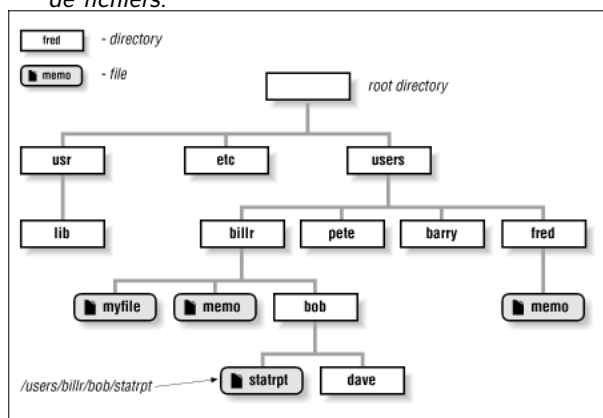 de fichiers.
fred - directory
memo - file
root directory
usr etc users
lib billr pete barry fred
myfile memo bob memo
/users/billr/bob/statrpt statrpt dave